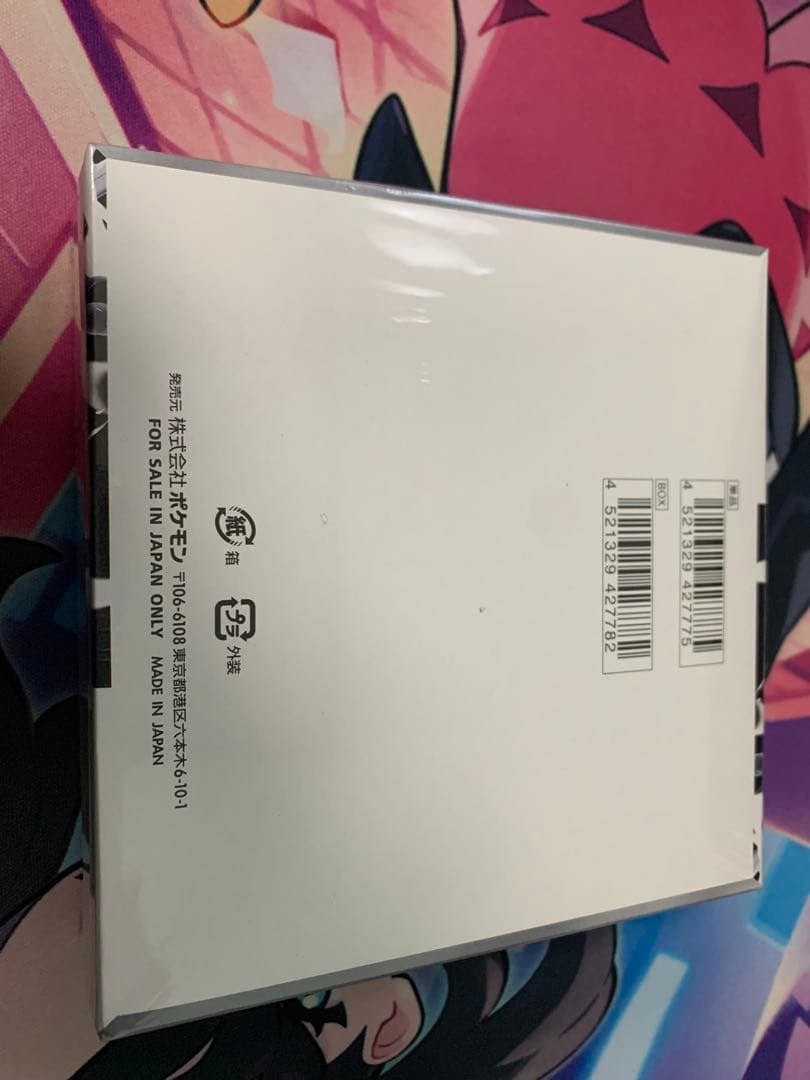 単品
4 521329 427775
BOX
4 521329 427782
紙 箱
プラ 外装
発売元 株式会社ポケモン 〒106-6108 東京都港区六本木6-10-1
FOR SALE IN JAPAN ONLY MADE IN JAPAN